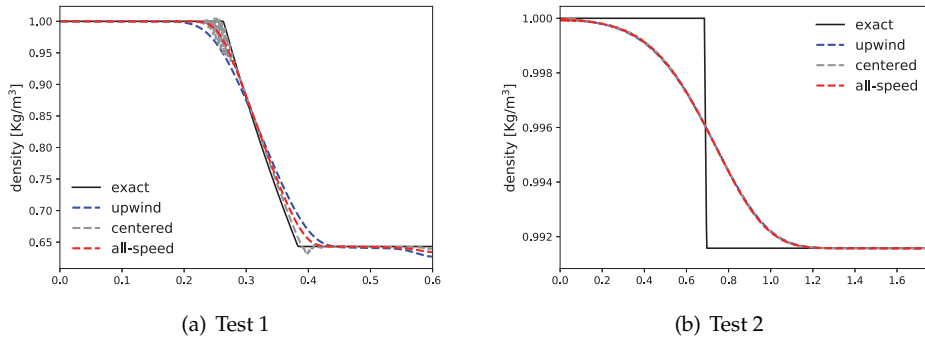 1.00
0.95
0.90
0.85
0.80
0.75
0.70
0.65
density [Kg/m³]
exact
upwind
centered
all-speed
0.0 0.1 0.2 0.3 0.4 0.5 0.6
(a) Test 1
1.000
0.998
0.996
0.994
0.992
density [Kg/m³]
exact
upwind
centered
all-speed
0.0 0.2 0.4 0.6 0.8 1.0 1.2 1.4 1.6
(b) Test 2